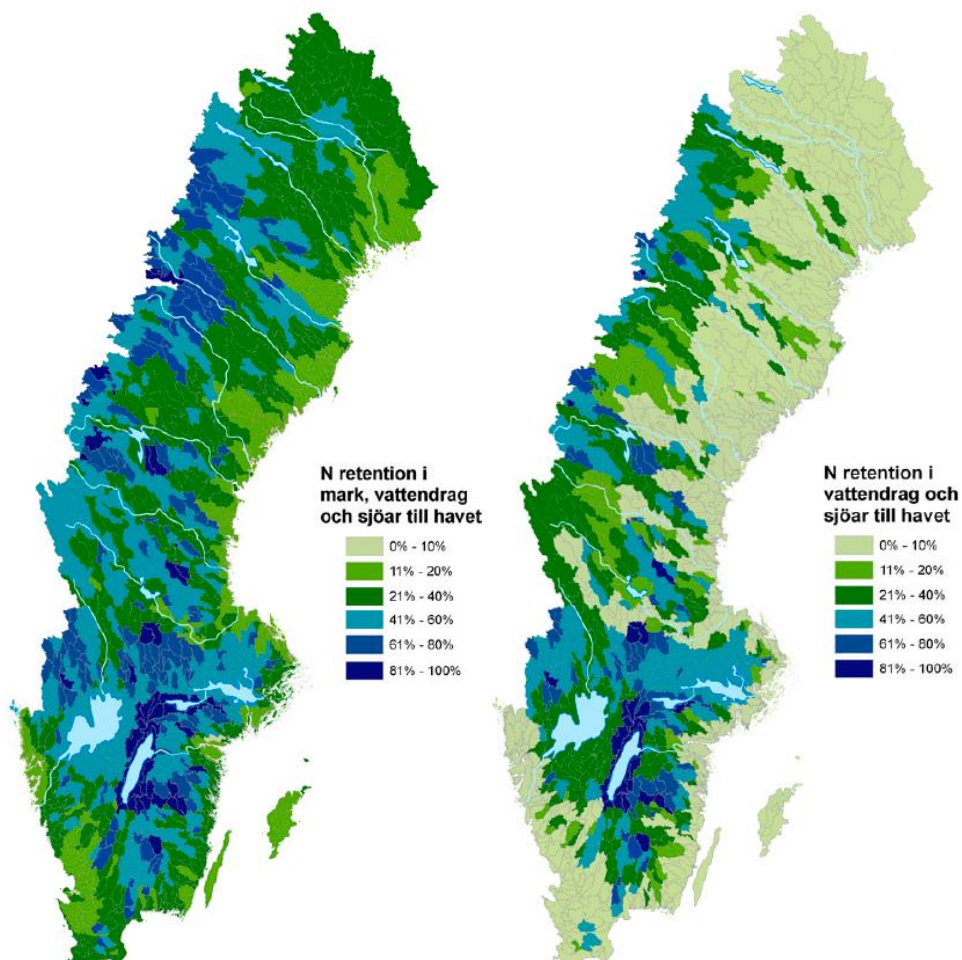 N retention i
mark, vattendrag
och sjöar till havet
0% - 10%
11% - 20%
21% - 40%
41% - 60%
61% - 80%
81% - 100%
N retention i
vattendrag och
sjöar till havet
0% - 10%
11% - 20%
21% - 40%
41% - 60%
61% - 80%
81% - 100%